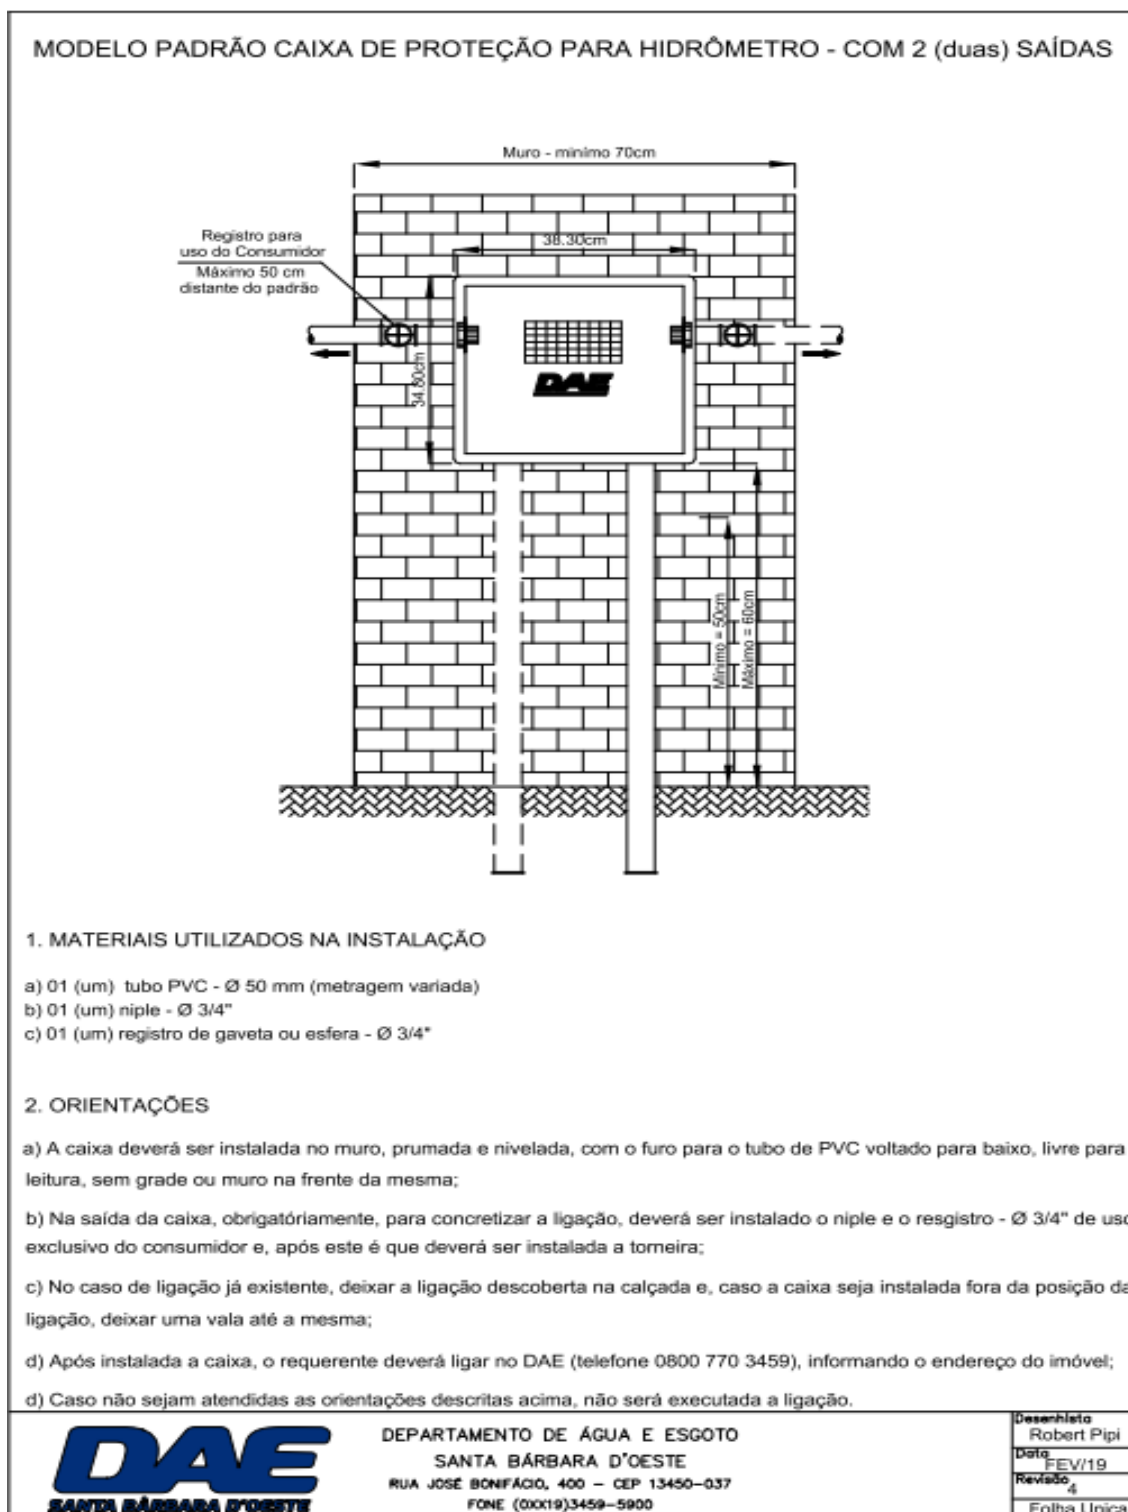 MODELO PADRÃO CAIXA DE PROTEÇÃO PARA HIDRÔMETRO - COM 2 (duas) SAÍDAS
Muro - minímo 70cm
Registro para
uso do Consumidor
Máximo 50 cm
distante do padrão
38.30cm
34.80cm
DAE
Mínimo = 50cm
Máximo = 60cm
1. MATERIAIS UTILIZADOS NA INSTALAÇÃO
a) 01 (um) tubo PVC - Ø 50 mm (metragem variada)
b) 01 (um) niple - Ø 3/4"
c) 01 (um) registro de gaveta ou esfera - Ø 3/4"
2. ORIENTAÇÕES
a) A caixa deverá ser instalada no muro, prumada e nivelada, com o furo para o tubo de PVC voltado para baixo, livre para
leitura, sem grade ou muro na frente da mesma;
b) Na saída da caixa, obrigatóriamente, para concretizar a ligação, deverá ser instalado o niple e o resgistro - Ø 3/4" de uso
exclusivo do consumidor e, após este é que deverá ser instalada a torneira;
c) No caso de ligação já existente, deixar a ligação descoberta na calçada e, caso a caixa seja instalada fora da posição da
ligação, deixar uma vala até a mesma;
d) Após instalada a caixa, o requerente deverá ligar no DAE (telefone 0800 770 3459), informando o endereço do imóvel;
d) Caso não sejam atendidas as orientações descritas acima, não será executada a ligação.
DAE
SANTA BÁRBARA D'OESTE
DEPARTAMENTO DE ÁGUA E ESGOTO
SANTA BÁRBARA D'OESTE
RUA JOSÉ BONIFÁCIO, 400 - CEP 13450-037
FONE (0XX19)3459-5900
Desenhista
Robert Pipi
Data
FEV/19
Revisão
4
Folha Unica